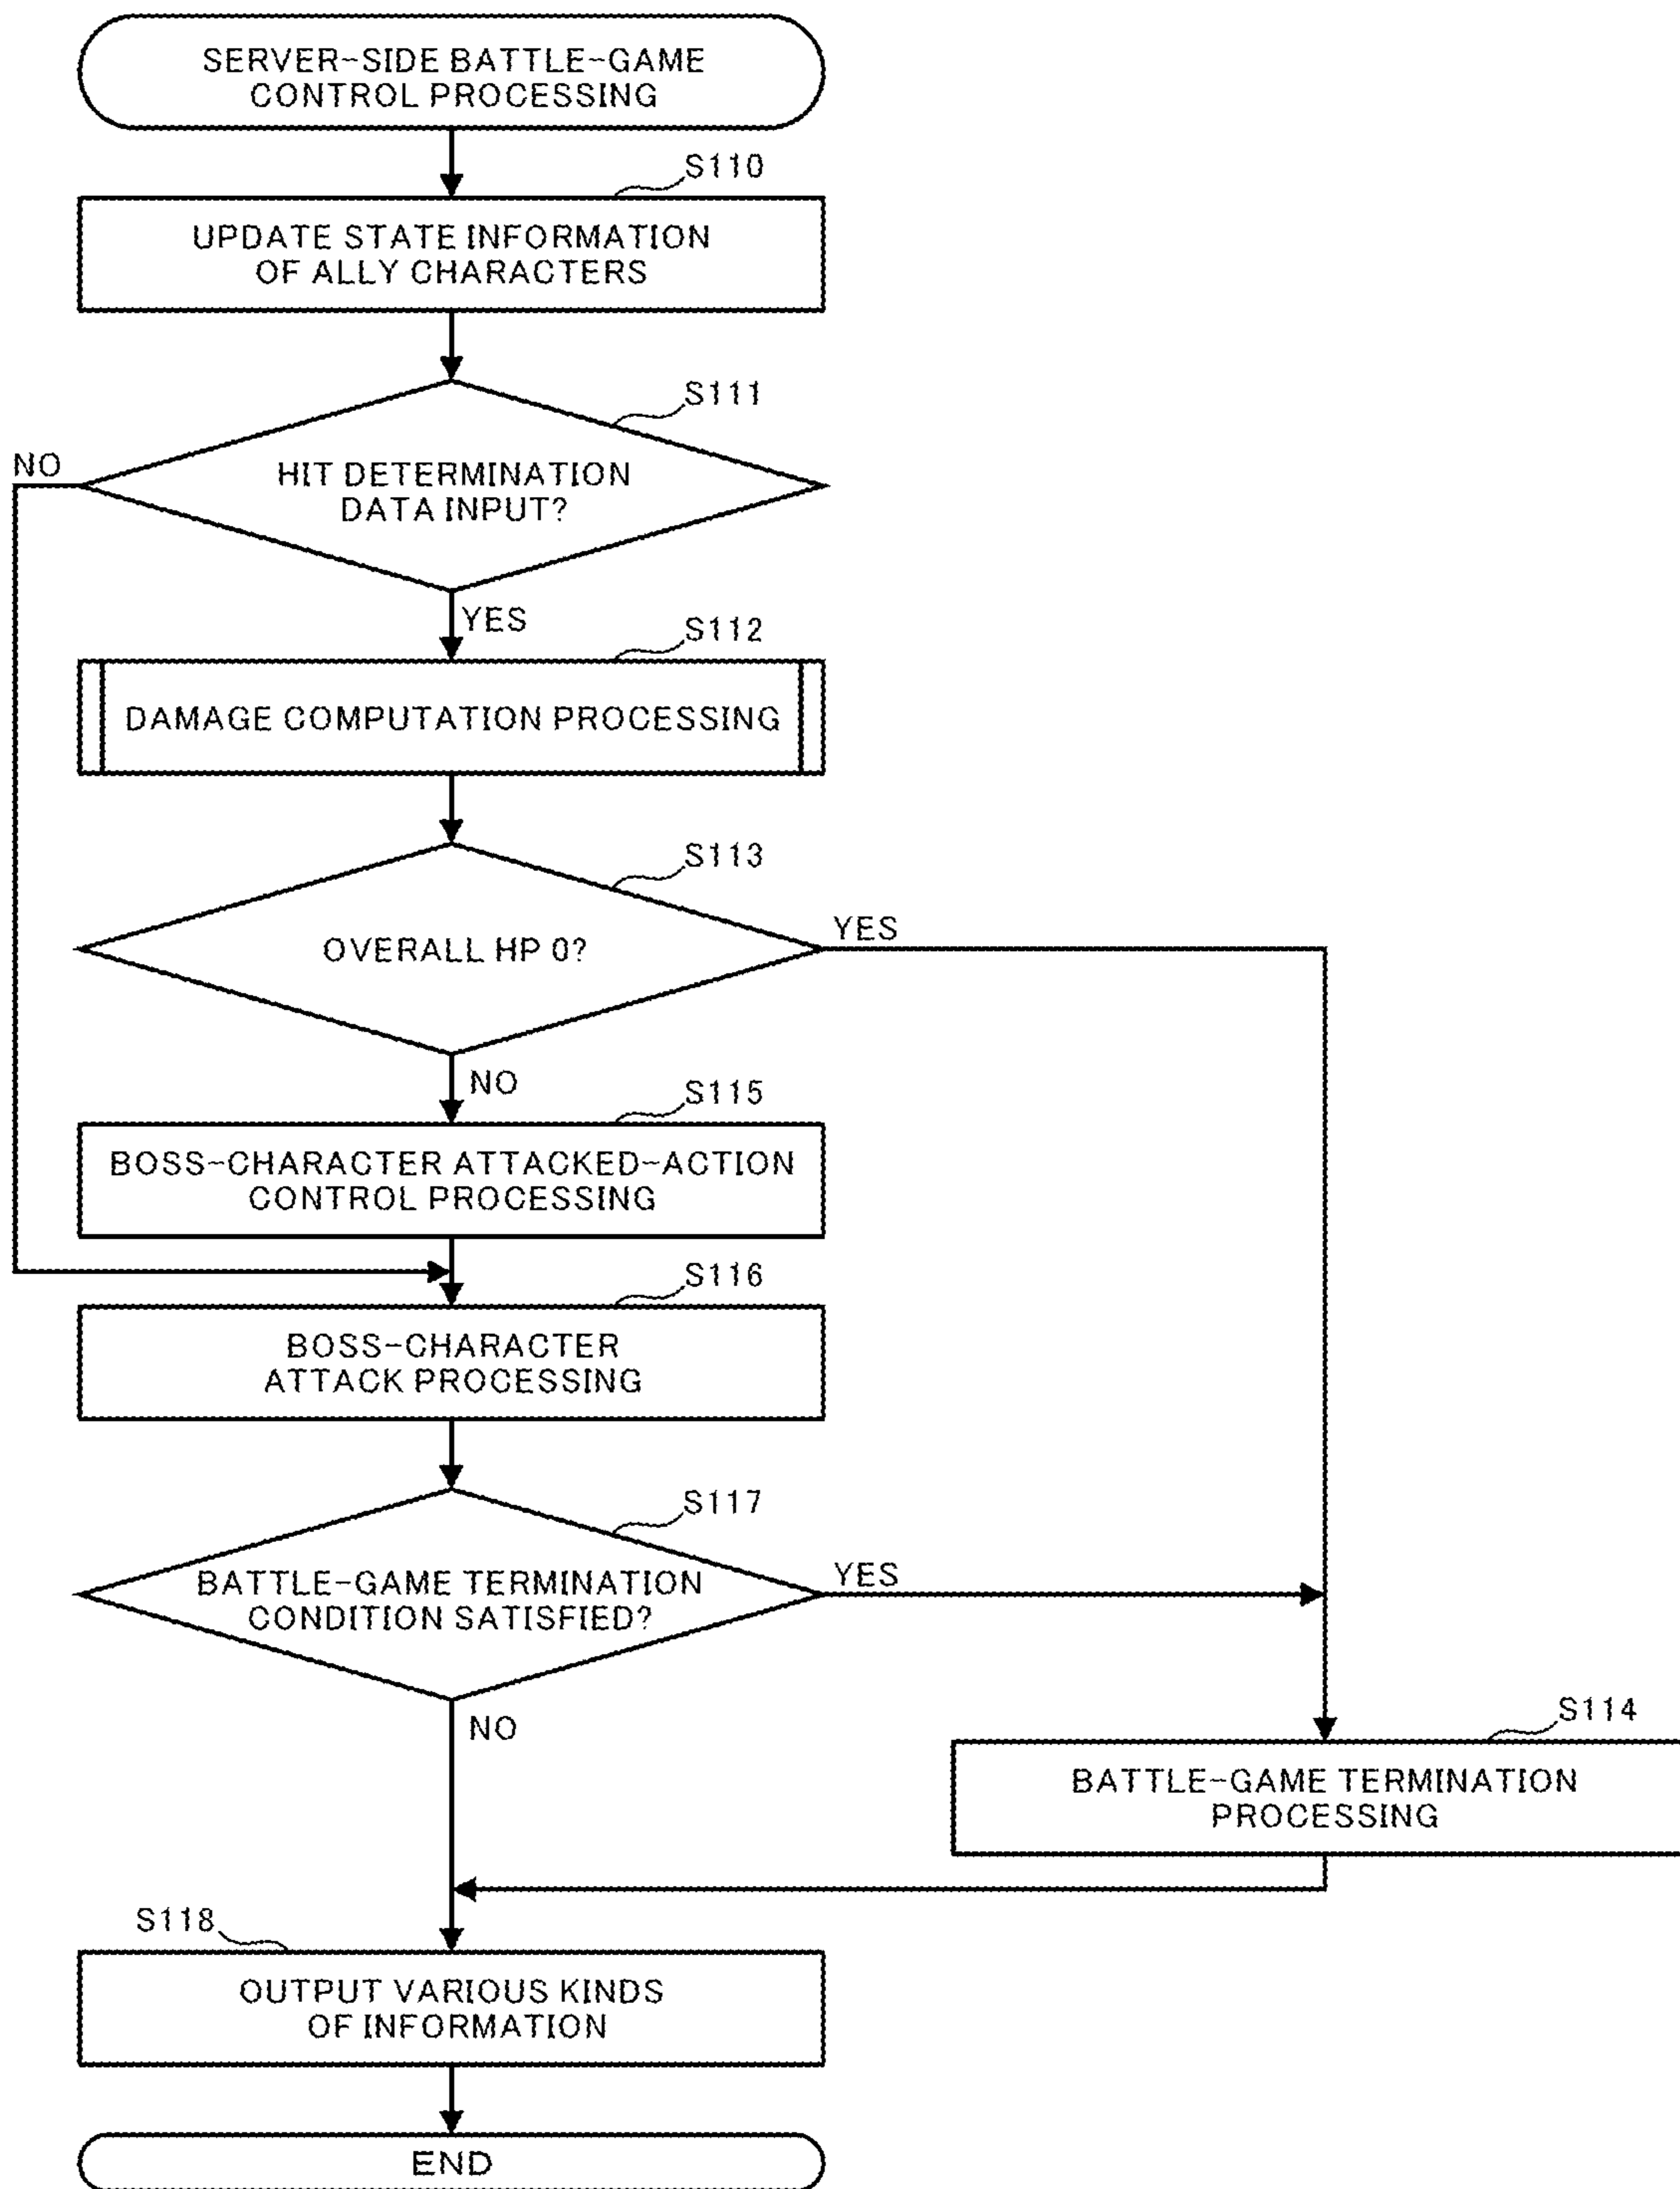 SERVER-SIDE BATTLE-GAME
CONTROL PROCESSING
S110
UPDATE STATE INFORMATION
OF ALLY CHARACTERS
S111
NO
HIT DETERMINATION
DATA INPUT?
YES
S112
DAMAGE COMPUTATION PROCESSING
S113
YES
OVERALL HP 0?
NO
S115
BOSS-CHARACTER ATTACKED-ACTION
CONTROL PROCESSING
S116
BOSS-CHARACTER
ATTACK PROCESSING
S117
YES
BATTLE-GAME TERMINATION
CONDITION SATISFIED?
NO
S114
BATTLE-GAME TERMINATION
PROCESSING
S118
OUTPUT VARIOUS KINDS
OF INFORMATION
END